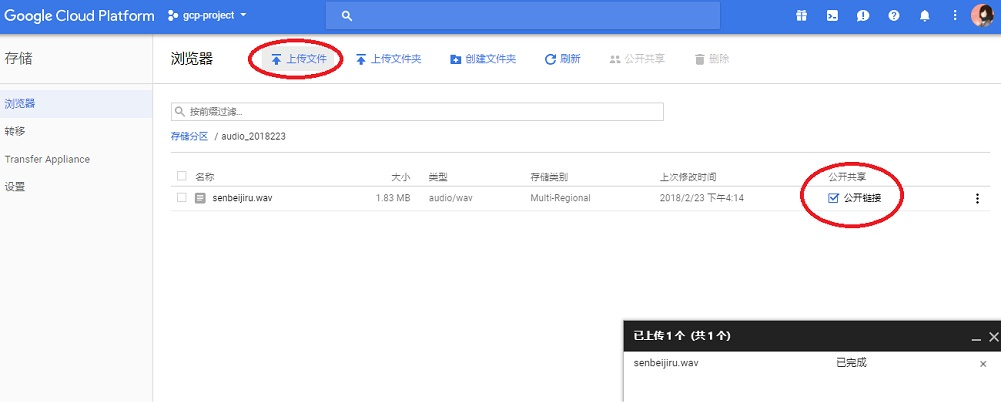 Google Cloud Platform gcp-project
存储 浏览器 上传文件 上传文件夹 创建文件夹 刷新 公开共享 删除
浏览器
转移
Transfer Appliance
设置
按前缀过滤...
存储分区 / audio_2018223
名称 大小 类型 存储类别 上次修改时间 公开共享
senbeijiru.wav 1.83 MB audio/wav Multi-Regional 2018/2/23 下午4:14 公开链接
已上传 1 个（共 1 个）
senbeijiru.wav 已完成